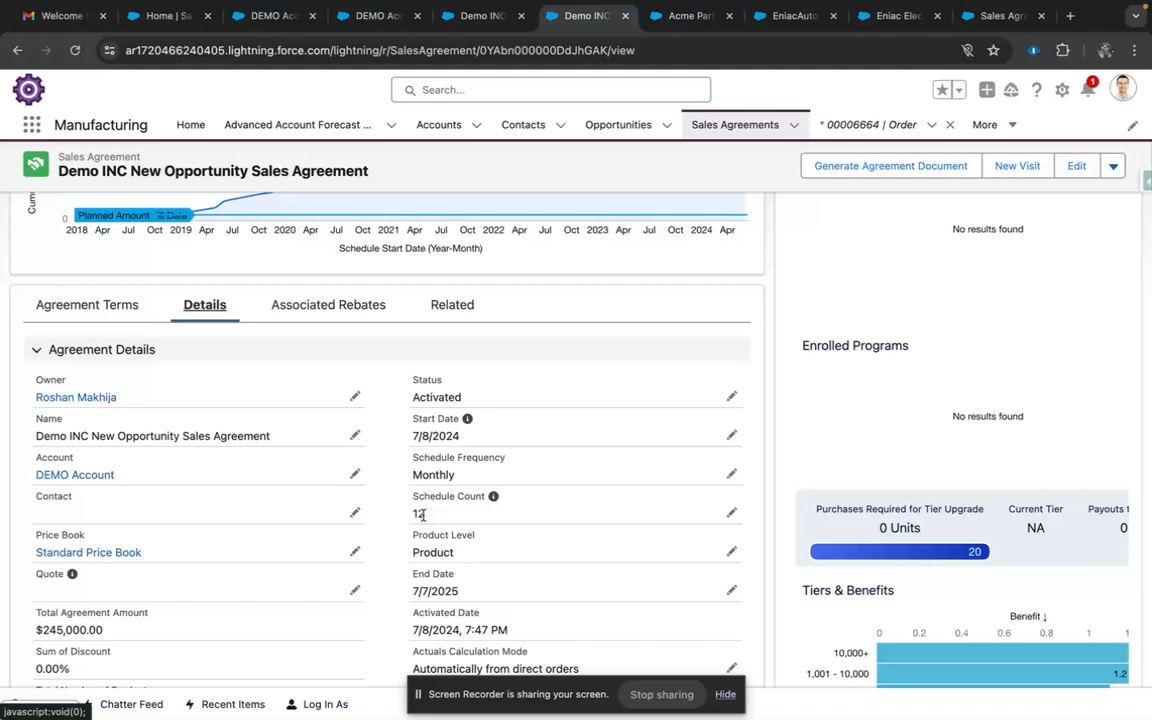 Welcome to
Home | Sa
DEMO Acc
DEMO Acc
Demo INC
Demo INC
Acme Part
EniacAuto
Eniac Elec
Sales Agre
ar1720466240405.lightning.force.com/lightning/r/SalesAgreement/0YAbn000000DdJhGAK/view
Search...
1
Manufacturing
Home
Advanced Account Forecast ...
Accounts
Contacts
Opportunities
Sales Agreements
* 00006664 | Order
More
Sales Agreement
Demo INC New Opportunity Sales Agreement
Generate Agreement Document
New Visit
Edit
0
Planned Amount
2018 Apr Jul Oct 2019 Apr Jul Oct 2020 Apr Jul Oct 2021 Apr Jul Oct 2022 Apr Jul Oct 2023 Apr Jul Oct 2024 Apr
Schedule Start Date (Year-Month)
Agreement Terms
Details
Associated Rebates
Related
Agreement Details
Owner
Roshan Makhija
Status
Activated
Name
Demo INC New Opportunity Sales Agreement
Start Date
7/8/2024
Account
DEMO Account
Schedule Frequency
Monthly
Contact
Schedule Count
12
Price Book
Standard Price Book
Product Level
Product
Quote
End Date
7/7/2025
Total Agreement Amount
$245,000.00
Activated Date
7/8/2024, 7:47 PM
Sum of Discount
0.00%
Actuals Calculation Mode
Automatically from direct orders
No results found
Enrolled Programs
No results found
Purchases Required for Tier Upgrade
0 Units
20
Current Tier
NA
Payouts t
0
Tiers & Benefits
Benefit ↓
0 0.2 0.4 0.6 0.8 1 1
10,000+
1,001 - 10,000
1.2
Screen Recorder is sharing your screen.
Stop sharing
Hide
Chatter Feed
Recent Items
Log In As
javascript:void(0);